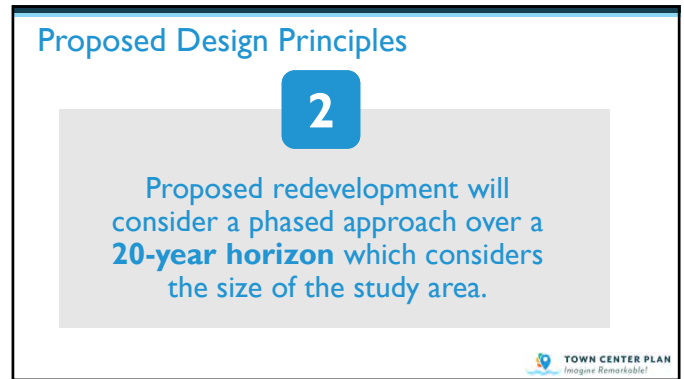 Proposed Design Principles
2
Proposed redevelopment will
consider a phased approach over a
20-year horizon which considers
the size of the study area.
TOWN CENTER PLAN
Imagine Remarkable!